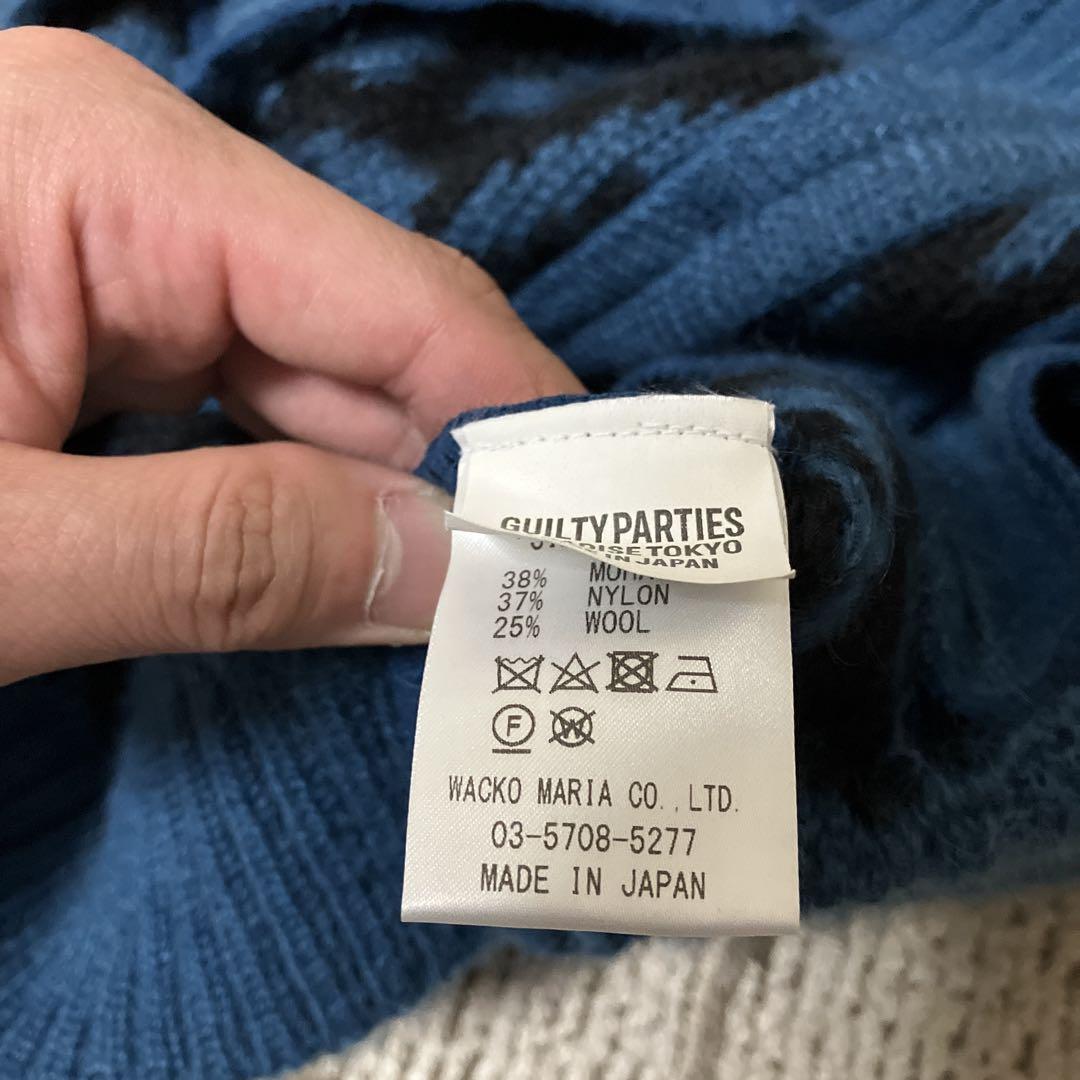 GUILTY PARTIES
TOKYO
IN JAPAN
38%
37% NYLON
25% WOOL
F
W
WACKO MARIA CO.,LTD.
03-5708-5277
MADE IN JAPAN